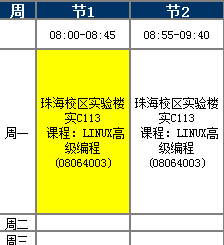 周 节1 节2
08:00-08:45 08:55-09:40
周一
珠海校区实验楼
实C113
课程：LINUX高
级编程
(08064003)
珠海校区实验楼
实C113
课程：LINUX高
级编程
(08064003)
周二
周三